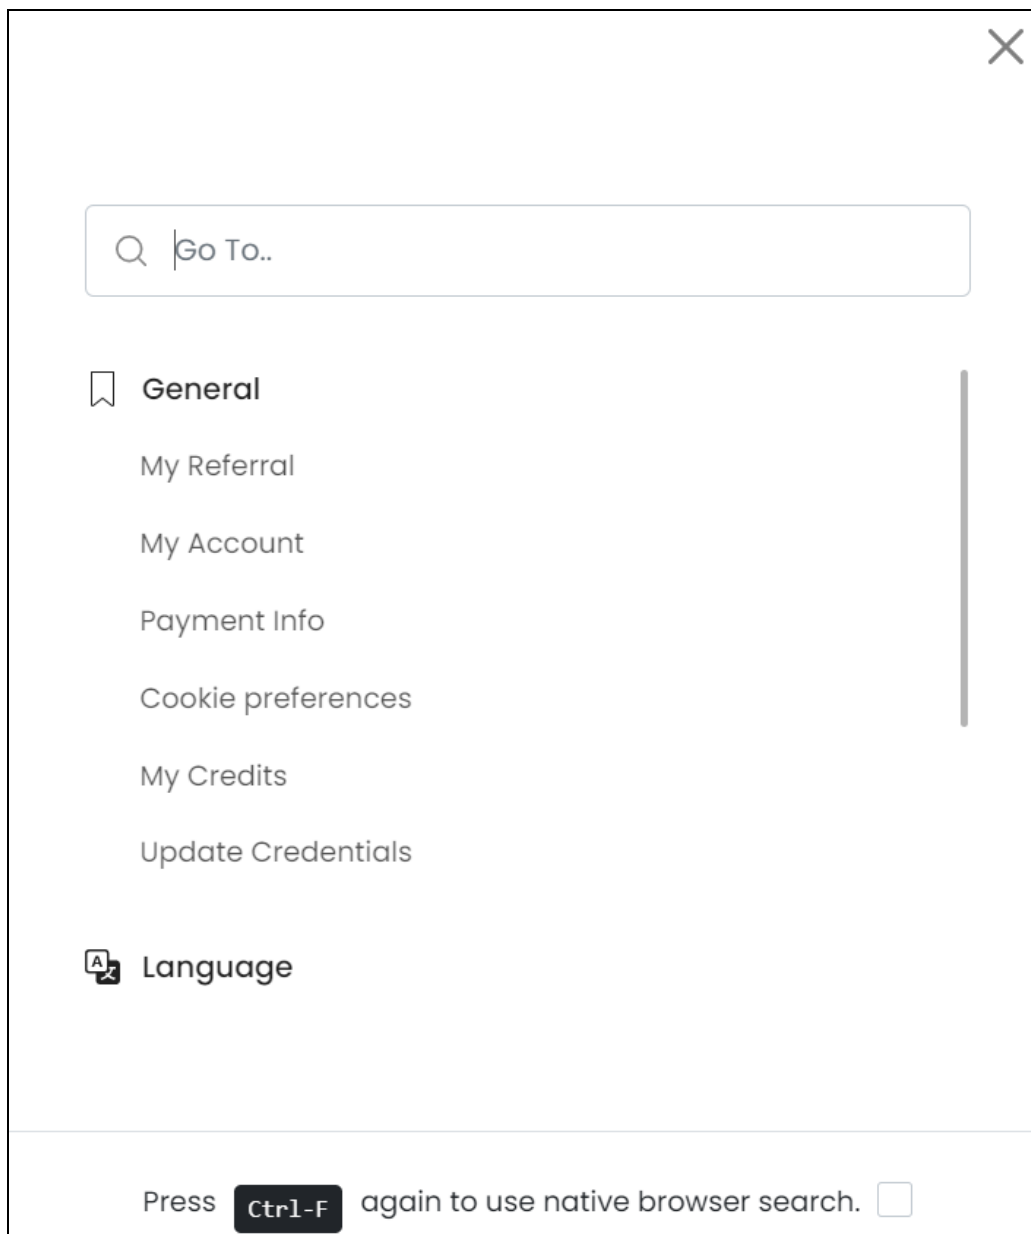 Go To..
General
My Referral
My Account
Payment Info
Cookie preferences
My Credits
Update Credentials
A
Language
Press Ctrl-F again to use native browser search.